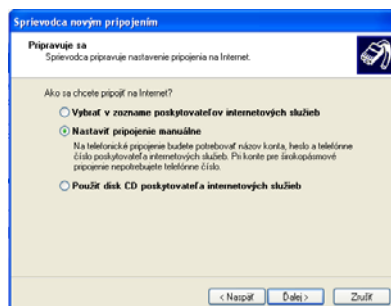 Sprievodca novým pripojením
Pripravuje sa
Sprievodca pripravuje nastavenie pripojenia na Internet.
Ako sa chcete pripojiť na Internet?
Vybrať v zozname poskytovateľov internetových služieb
Nastaviť pripojenie manuálne
Na telefonické pripojenie budete potrebovať názov konta, heslo a telefónne
číslo poskytovateľa internetových služieb. Pri konte pre širokopásmové
pripojenie nepotrebujete telefónne číslo.
Použiť disk CD poskytovateľa internetových služieb
< Naspäť
Ďalej >
Zrušiť